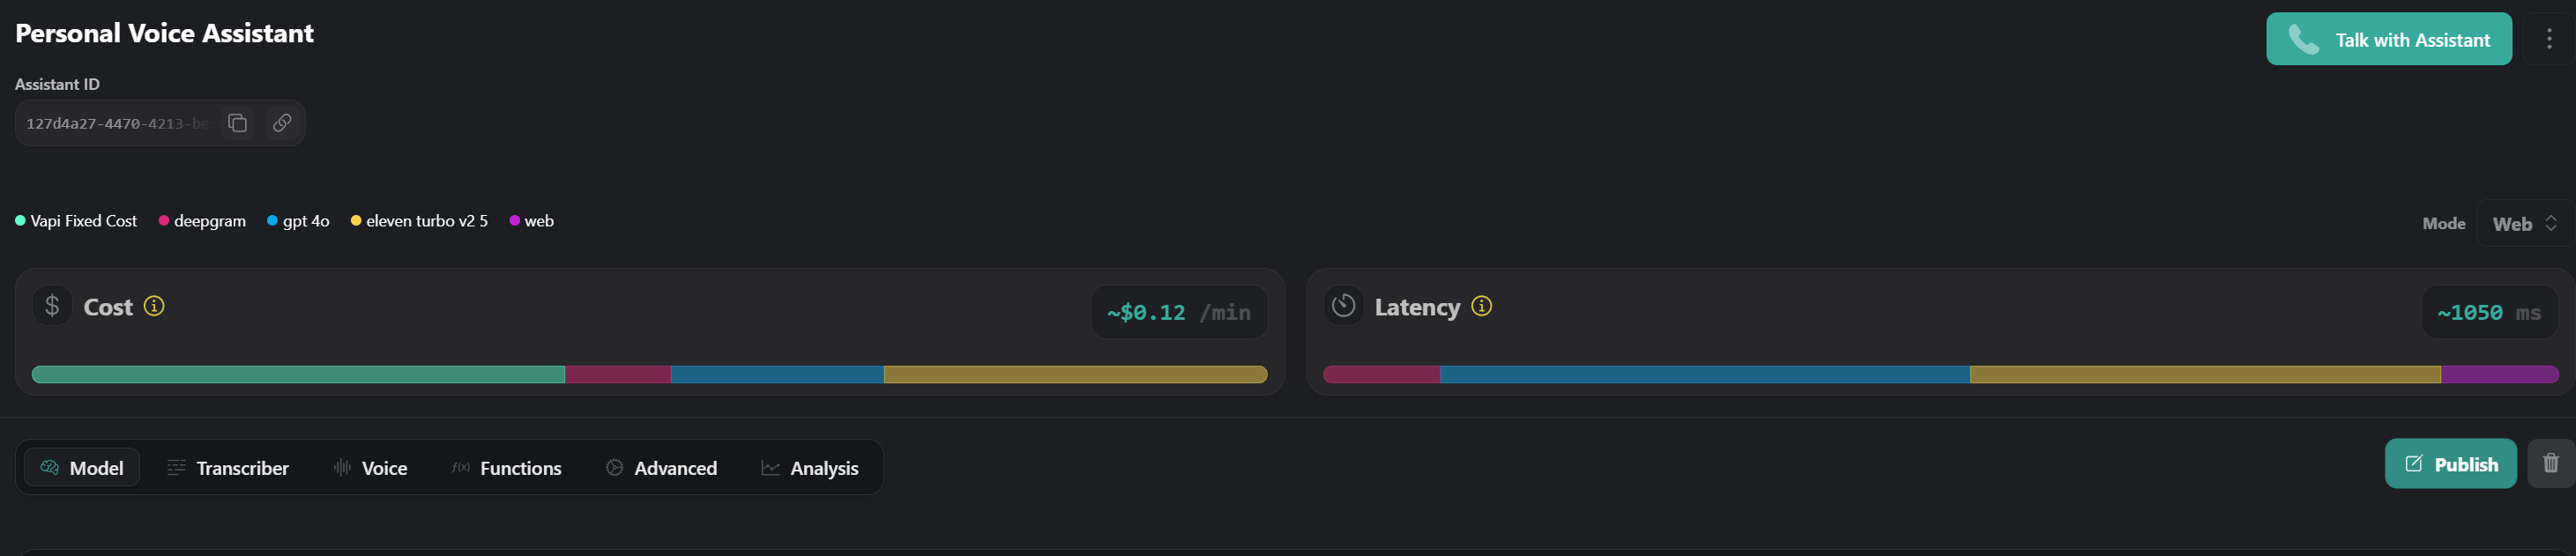 Personal Voice Assistant
Talk with Assistant
Assistant ID
127d4a27-4470-4213-be
Vapi Fixed Cost deepgram gpt 4o eleven turbo v2 5 web
Mode Web
$ Cost ~$0.12 /min
Latency ~1050 ms
Model Transcriber Voice f(x) Functions Advanced Analysis
Publish